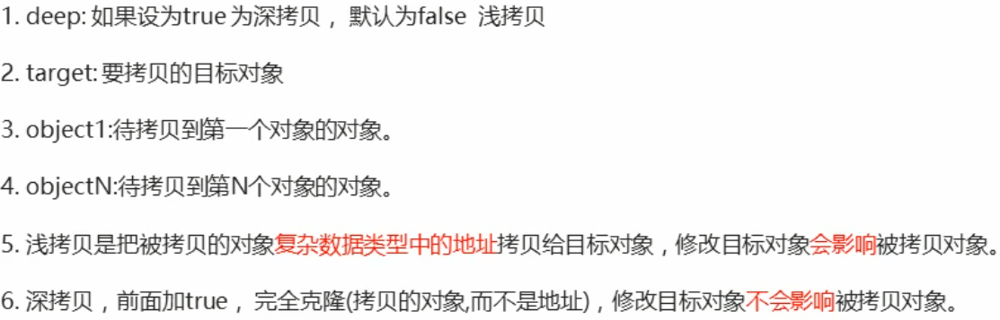 1. deep: 如果设为true 为深拷贝， 默认为false 浅拷贝
2. target: 要拷贝的目标对象
3. object1:待拷贝到第一个对象的对象。
4. objectN:待拷贝到第N个对象的对象。
5. 浅拷贝是把被拷贝的对象复杂数据类型中的地址拷贝给目标对象，修改目标对象会影响被拷贝对象。
6. 深拷贝，前面加true， 完全克隆(拷贝的对象,而不是地址)，修改目标对象不会影响被拷贝对象。